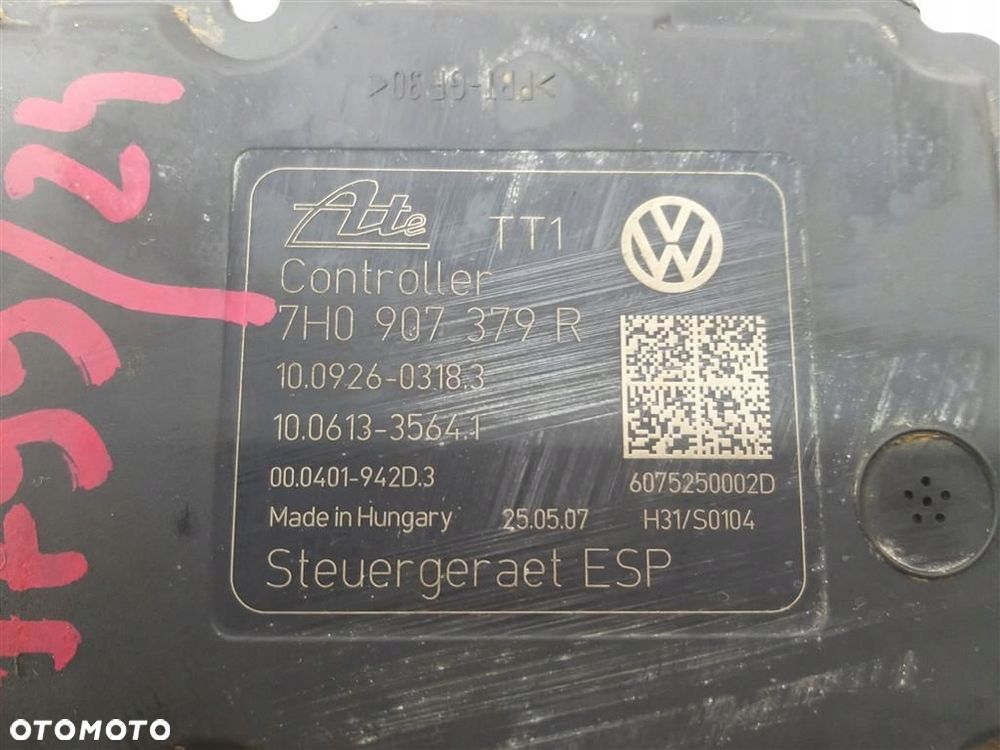 >PBT-GF30<
Ate TT1
Controller
7H0 907 379 R
10.0926-0318.3
10.0613-3564.1
00.0401-942D.3
6075250002D
Made in Hungary 25.05.07 H31/S0104
Steuergeraet ESP
OTOMOTO